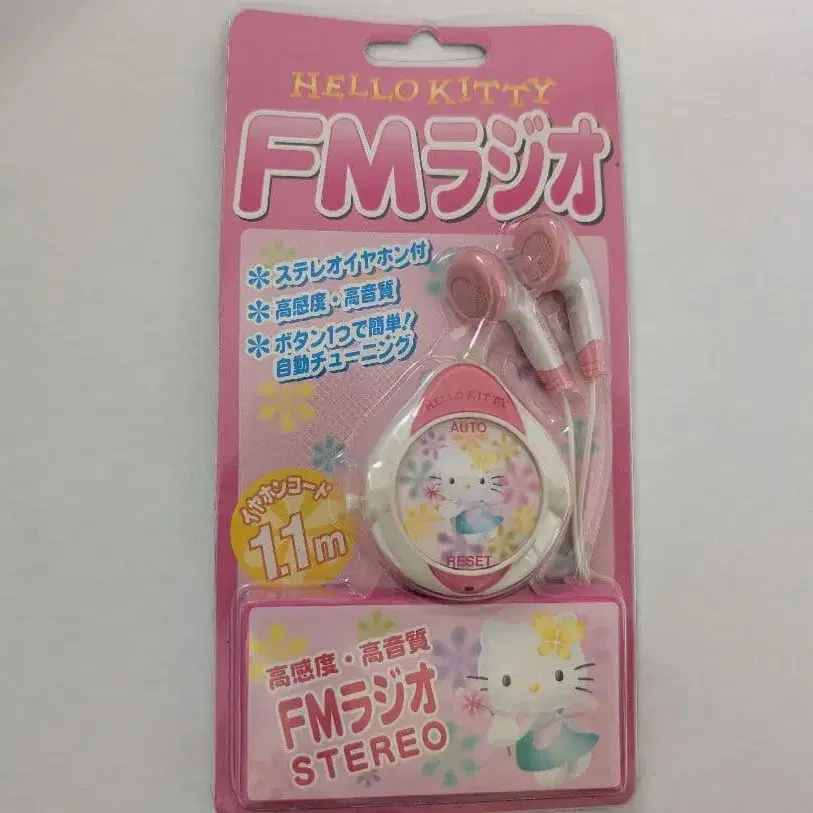 HELLO KITTY
FMラジオ
ステレオイヤホン付
高感度・高音質
ボタン1つで簡単!
自動チューニング
HELLO KITTY
AUTO
RESET
イヤホンコード
1.1m
高感度・高音質
FMラジオ
STEREO